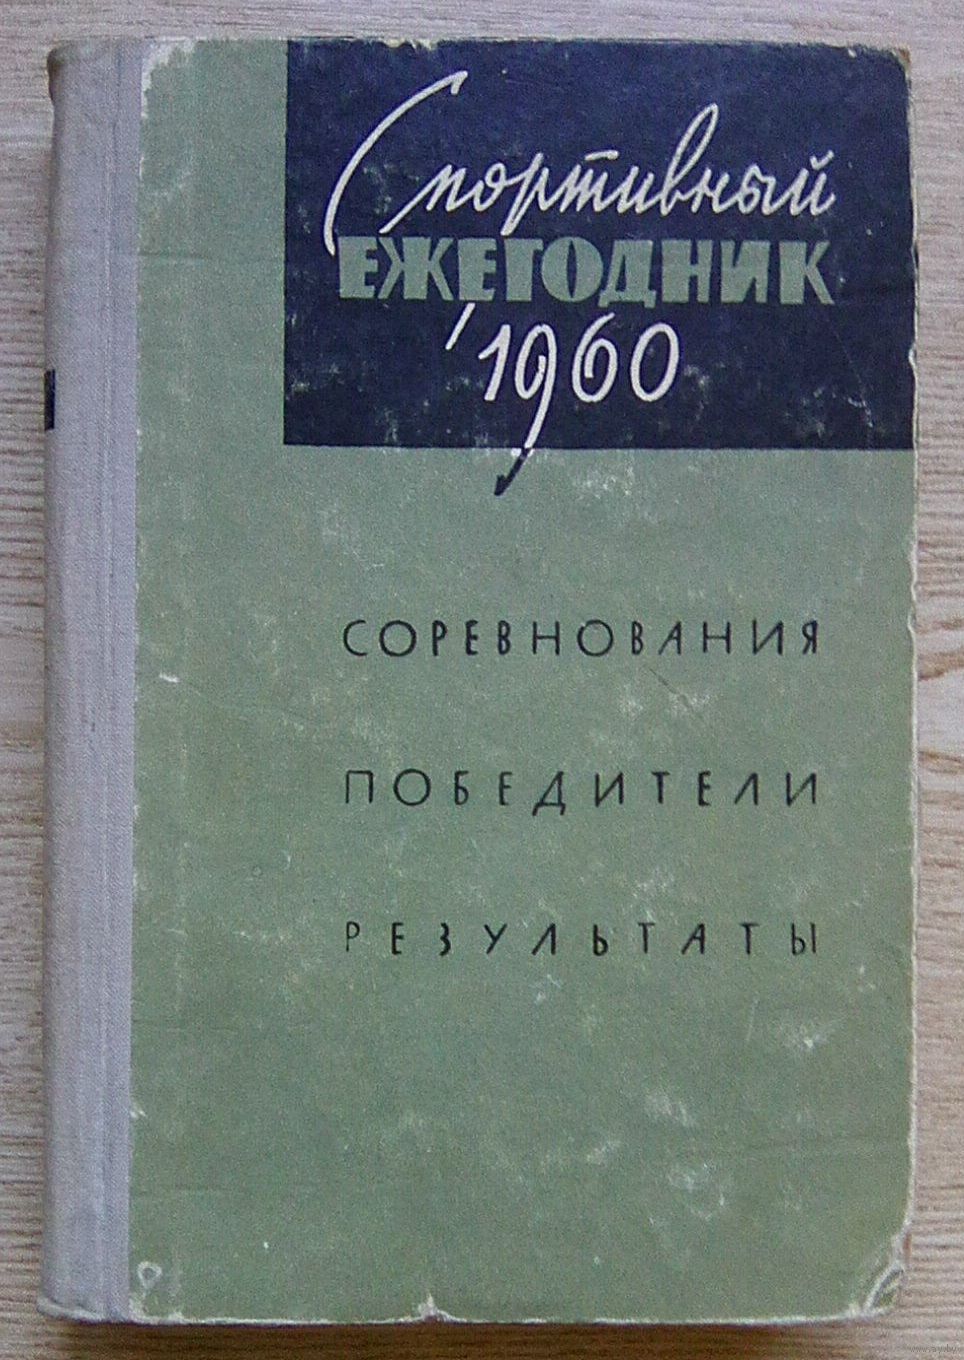 Спортивный
ЕЖЕГОДНИК
1960
СОРЕВНОВАНИЯ
ПОБЕДИТЕЛИ
РЕЗУЛЬТАТЫ